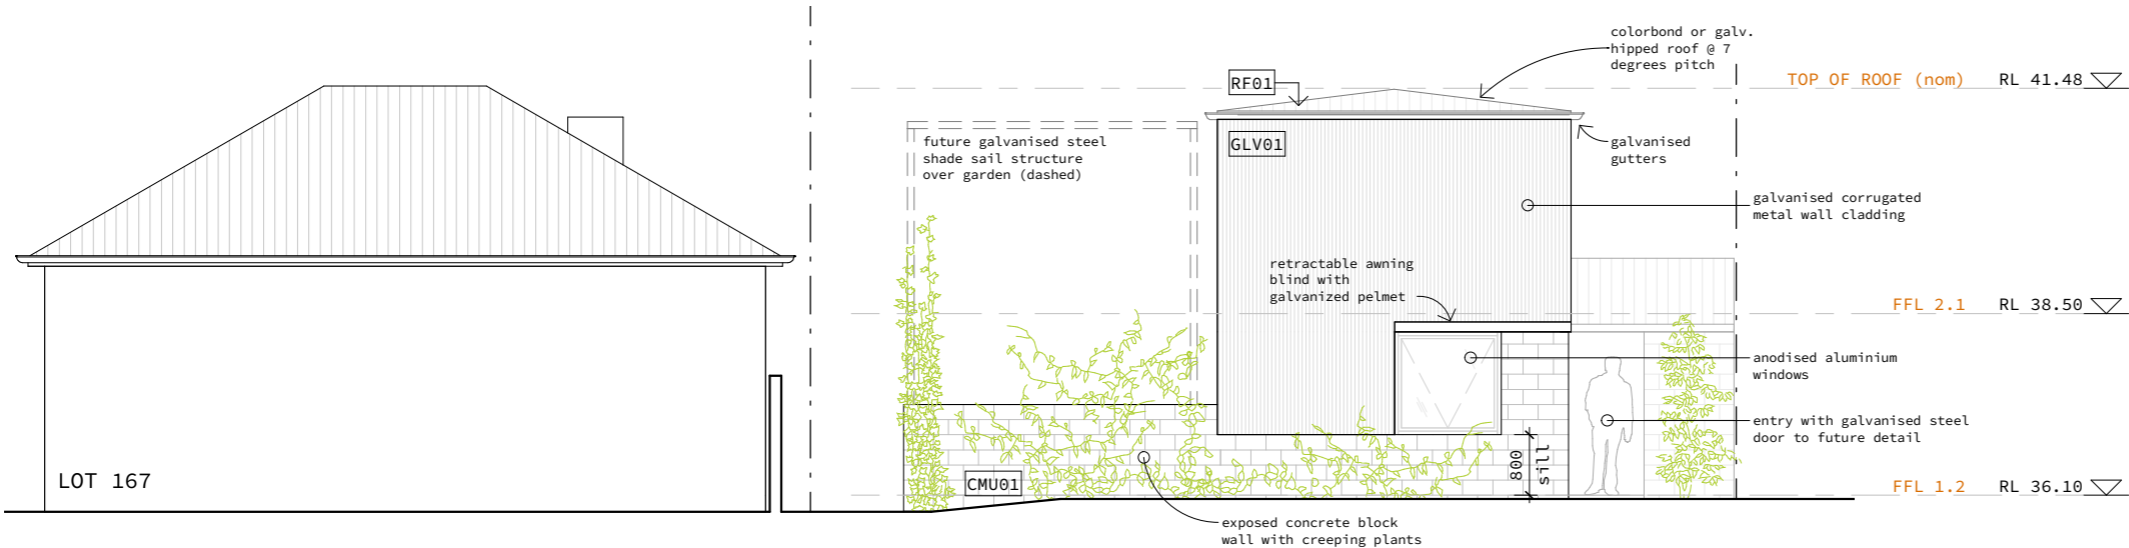 colorbond or galv.
hipped roof @ 7
degrees pitch
RF01
TOP OF ROOF (nom) RL 41.48
future galvanised steel
shade sail structure
over garden (dashed)
GLV01
galvanised
gutters
galvanised corrugated
metal wall cladding
retractable awning
blind with
galvanized pelmet
FFL 2.1 RL 38.50
anodised aluminium
windows
entry with galvanised steel
door to future detail
LOT 167
CMU01
800
sill
FFL 1.2 RL 36.10
exposed concrete block
wall with creeping plants